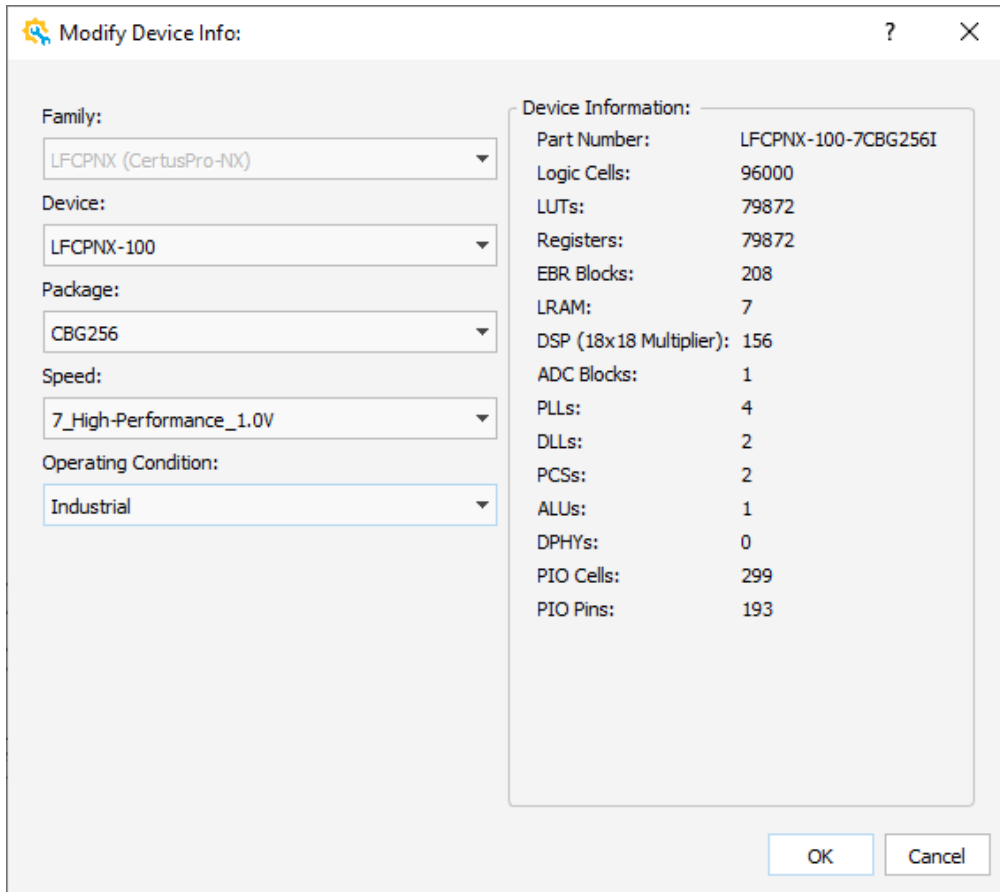 Modify Device Info:
?
Family:
LFCPNX (CertusPro-NX)
Device:
LFCPNX-100
Package:
CBG256
Speed:
7_High-Performance_1.0V
Operating Condition:
Industrial
Device Information:
Part Number: LFCPNX-100-7CBG256I
Logic Cells: 96000
LUTs: 79872
Registers: 79872
EBR Blocks: 208
LRAM: 7
DSP (18x18 Multiplier): 156
ADC Blocks: 1
PLLs: 4
DLLs: 2
PCSs: 2
ALUs: 1
DPHYs: 0
PIO Cells: 299
PIO Pins: 193
OK
Cancel